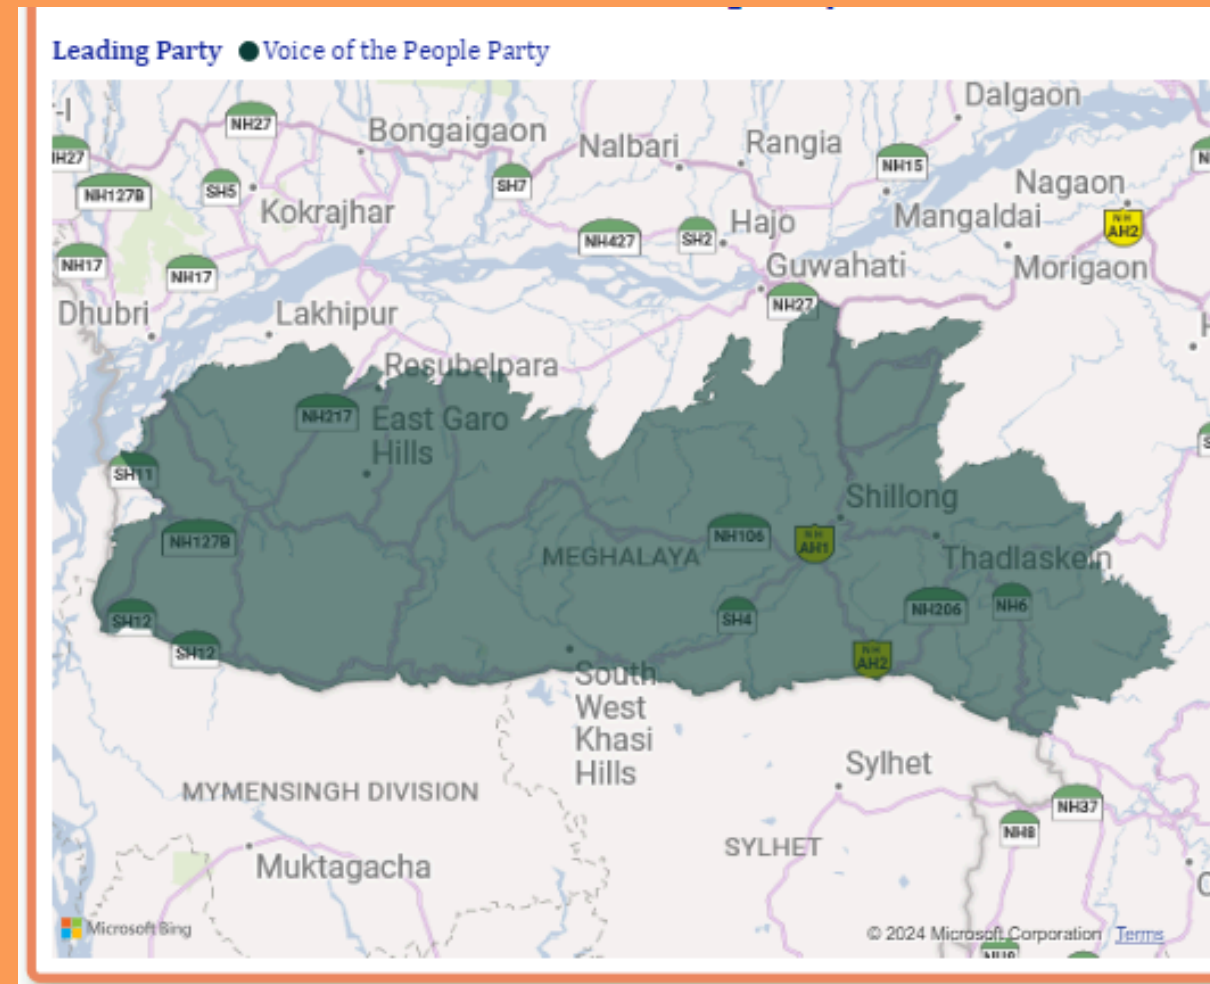 Leading Party Voice of the People Party
Dalgaon
NH27
Bongaigaon
Nalbari
Rangia
NH15
NH127B
SH5
SH7
Kokrajhar
Nagaon
NH
AH2
Mangaldai
Hajo
NH427
SH2
NH17
NH17
Guwahati
Morigaon
NH27
Dhubri
Lakhipur
Resubelpara
NH217
East Garo
Hills
SH11
Shillong
NH127B
NH106
NH
AH1
MEGHALAYA
Thadlaskein
SH12
SH4
NH206
NH6
SH12
NH
AH2
South
West
Khasi
Hills
Sylhet
MYMENSINGH DIVISION
NH37
NH8
SYLHET
Muktagacha
Microsoft Bing
© 2024 Microsoft Corporation Terms